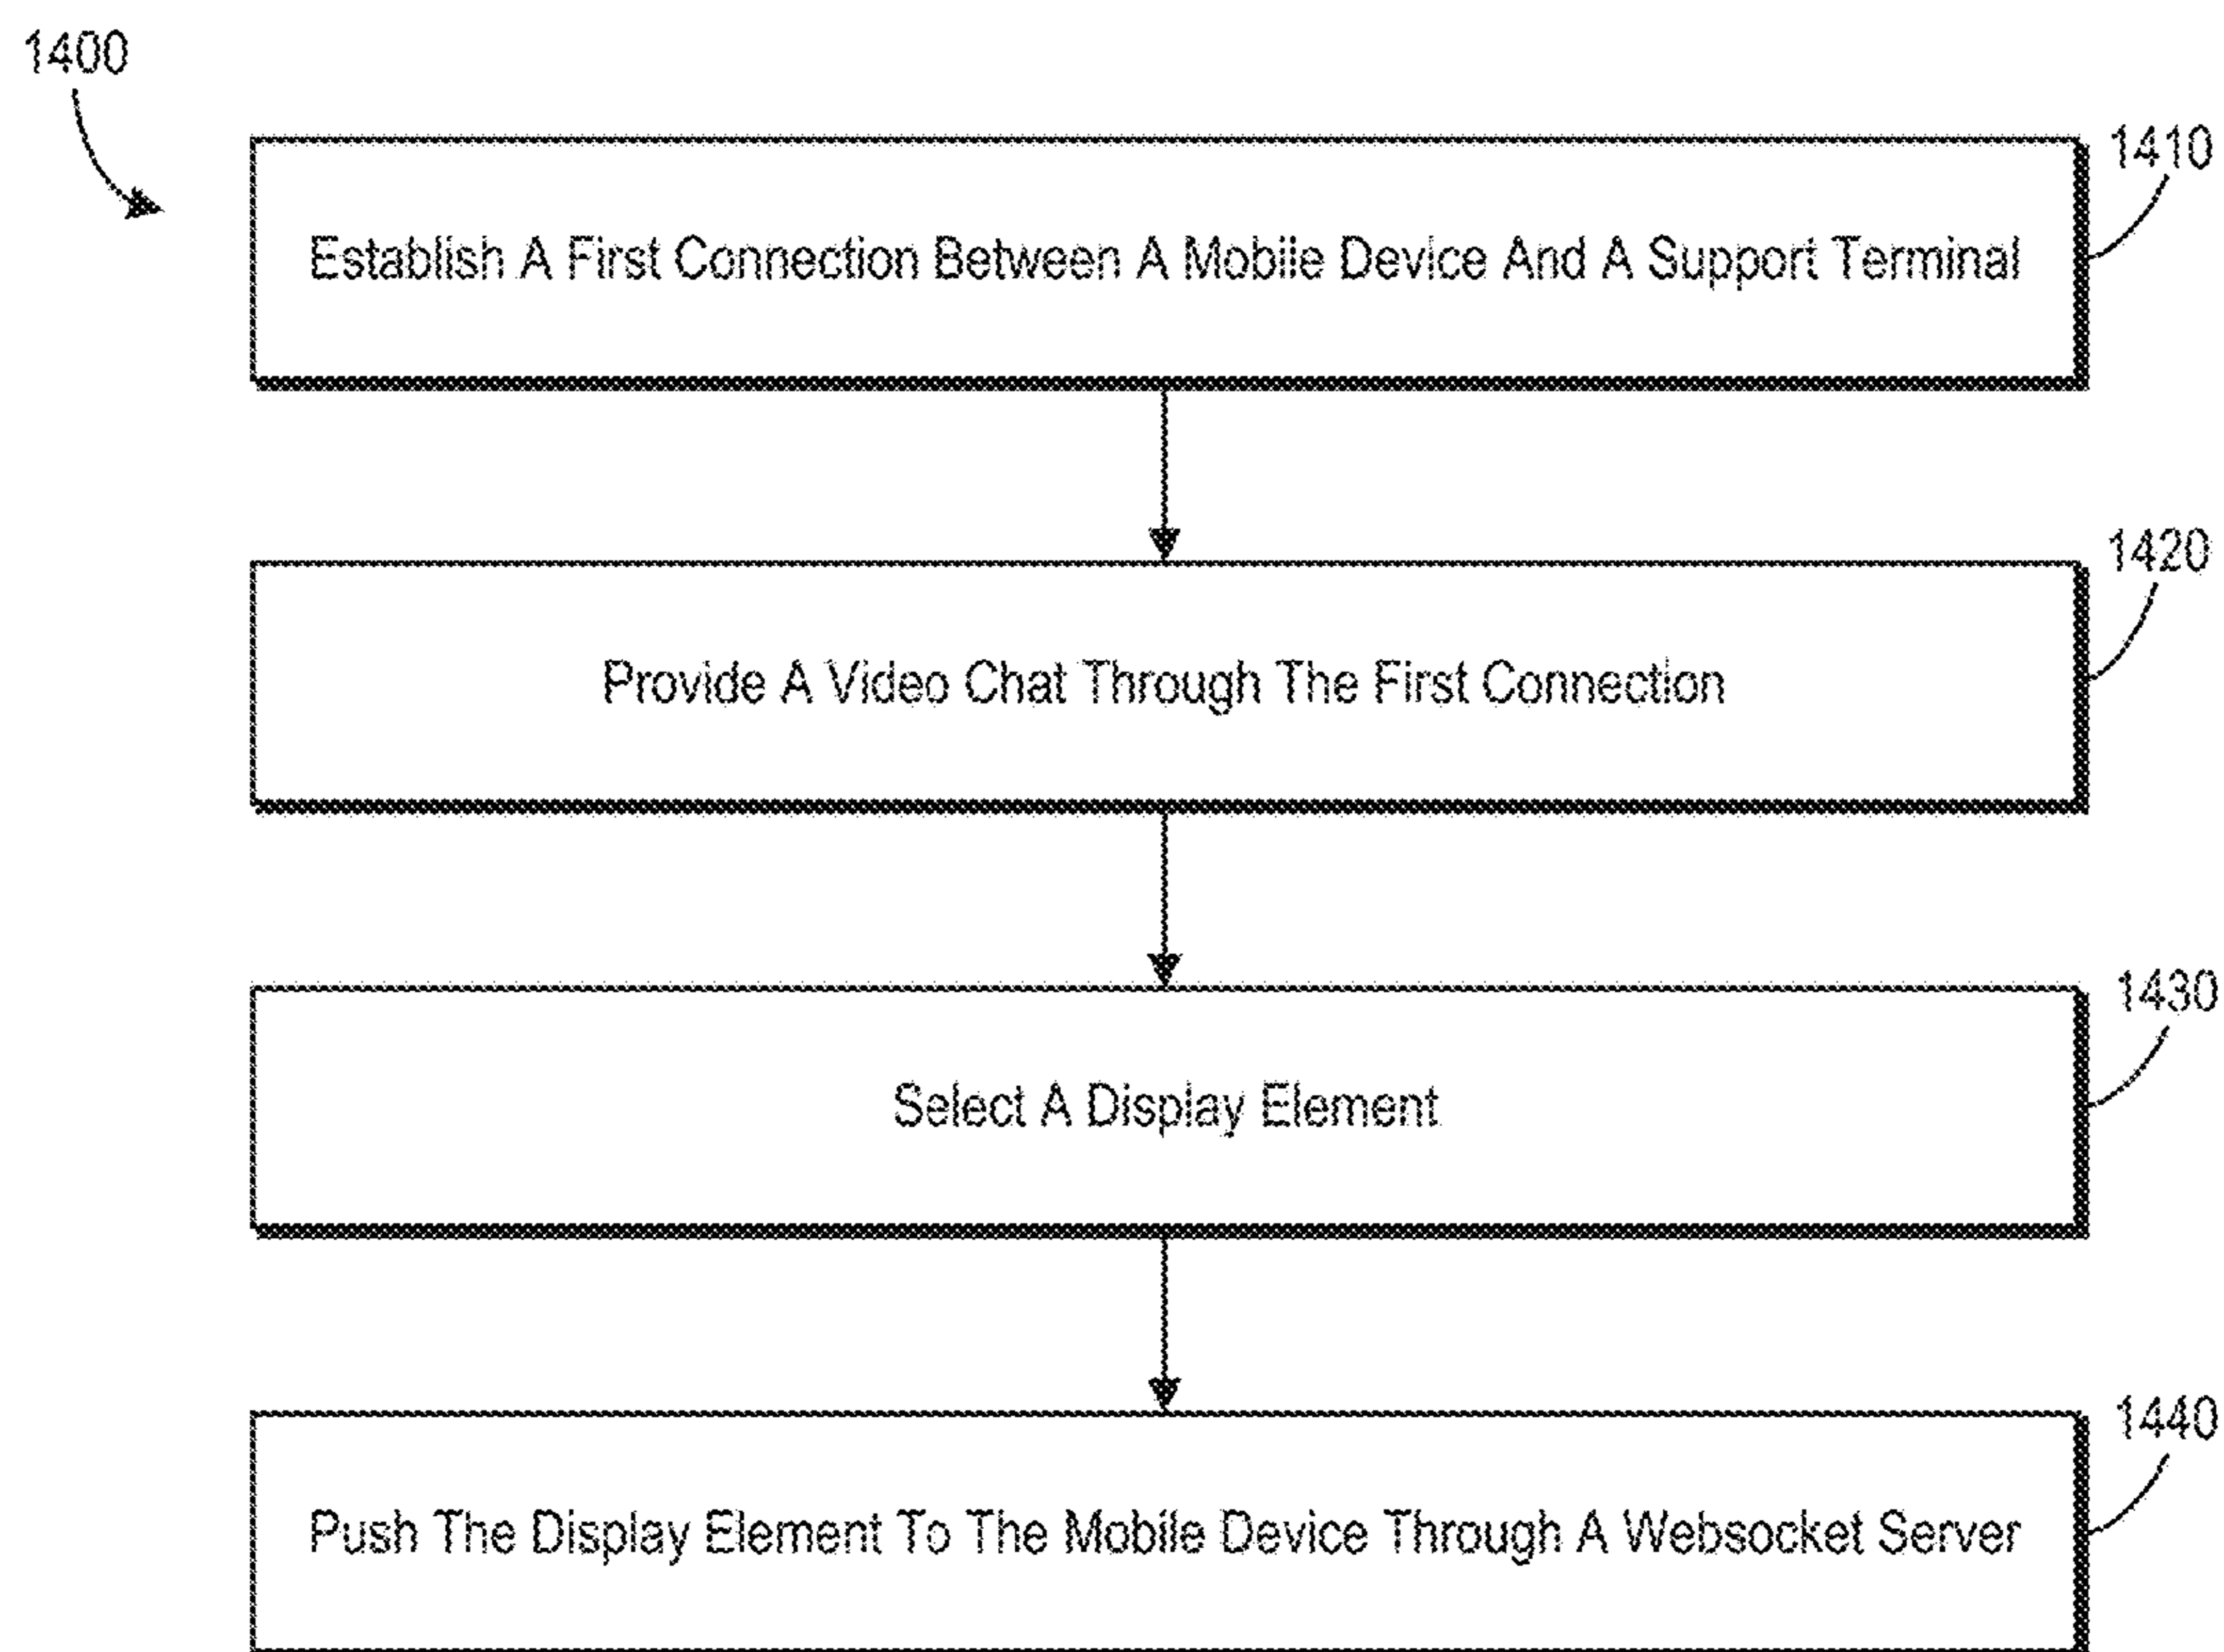 1400
1410
Establish A First Connection Between A Mobile Device And A Support Terminal
1420
Provide A Video Chat Through The First Connection
1430
Select A Display Element
1440
Push The Display Element To The Mobile Device Through A Websocket Server